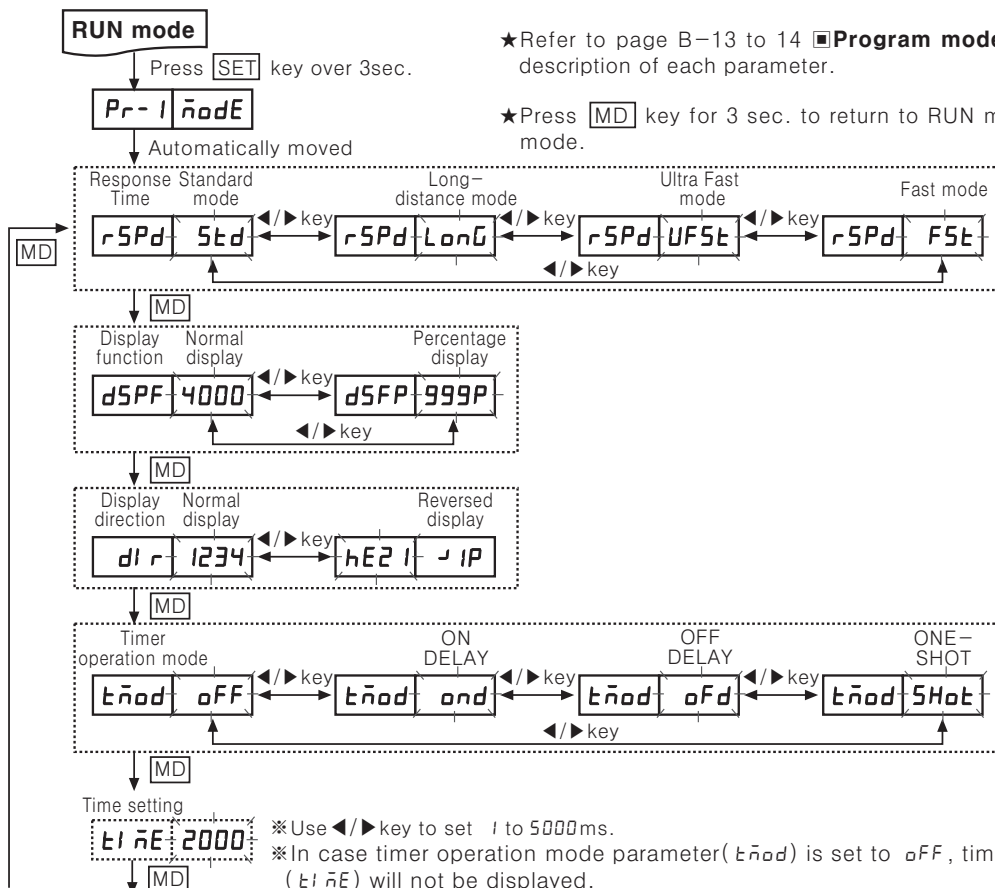 RUN mode
Press SET key over 3sec.
★Refer to page B-13 to 14 ▣Program mode
description of each parameter.
Pr-1 modE
★Press MD key for 3 sec. to return to RUN m
mode.
Automatically moved
Response Time
Standard mode
Long-distance mode
Ultra Fast mode
Fast mode
rSPd Std ◀/▶ key rSPd LonG ◀/▶ key rSPd UFSt ◀/▶ key rSPd FSt
◀/▶ key
MD
MD
Display function
Normal display
Percentage display
dSPF 4000 ◀/▶ key dSFP 999P
◀/▶ key
MD
Display direction
Normal display
Reversed display
dIr 1234 ◀/▶ key hE21 ┘IP
MD
Timer operation mode
ON DELAY
OFF DELAY
ONE-SHOT
tmod oFF ◀/▶ key tmod ond ◀/▶ key tmod oFd ◀/▶ key tmod SHot
◀/▶ key
MD
Time setting
tImE 2000
※Use ◀/▶ key to set 1 to 5000ms.
※In case timer operation mode parameter( tmod) is set to oFF, tim
( tImE) will not be displayed.
MD